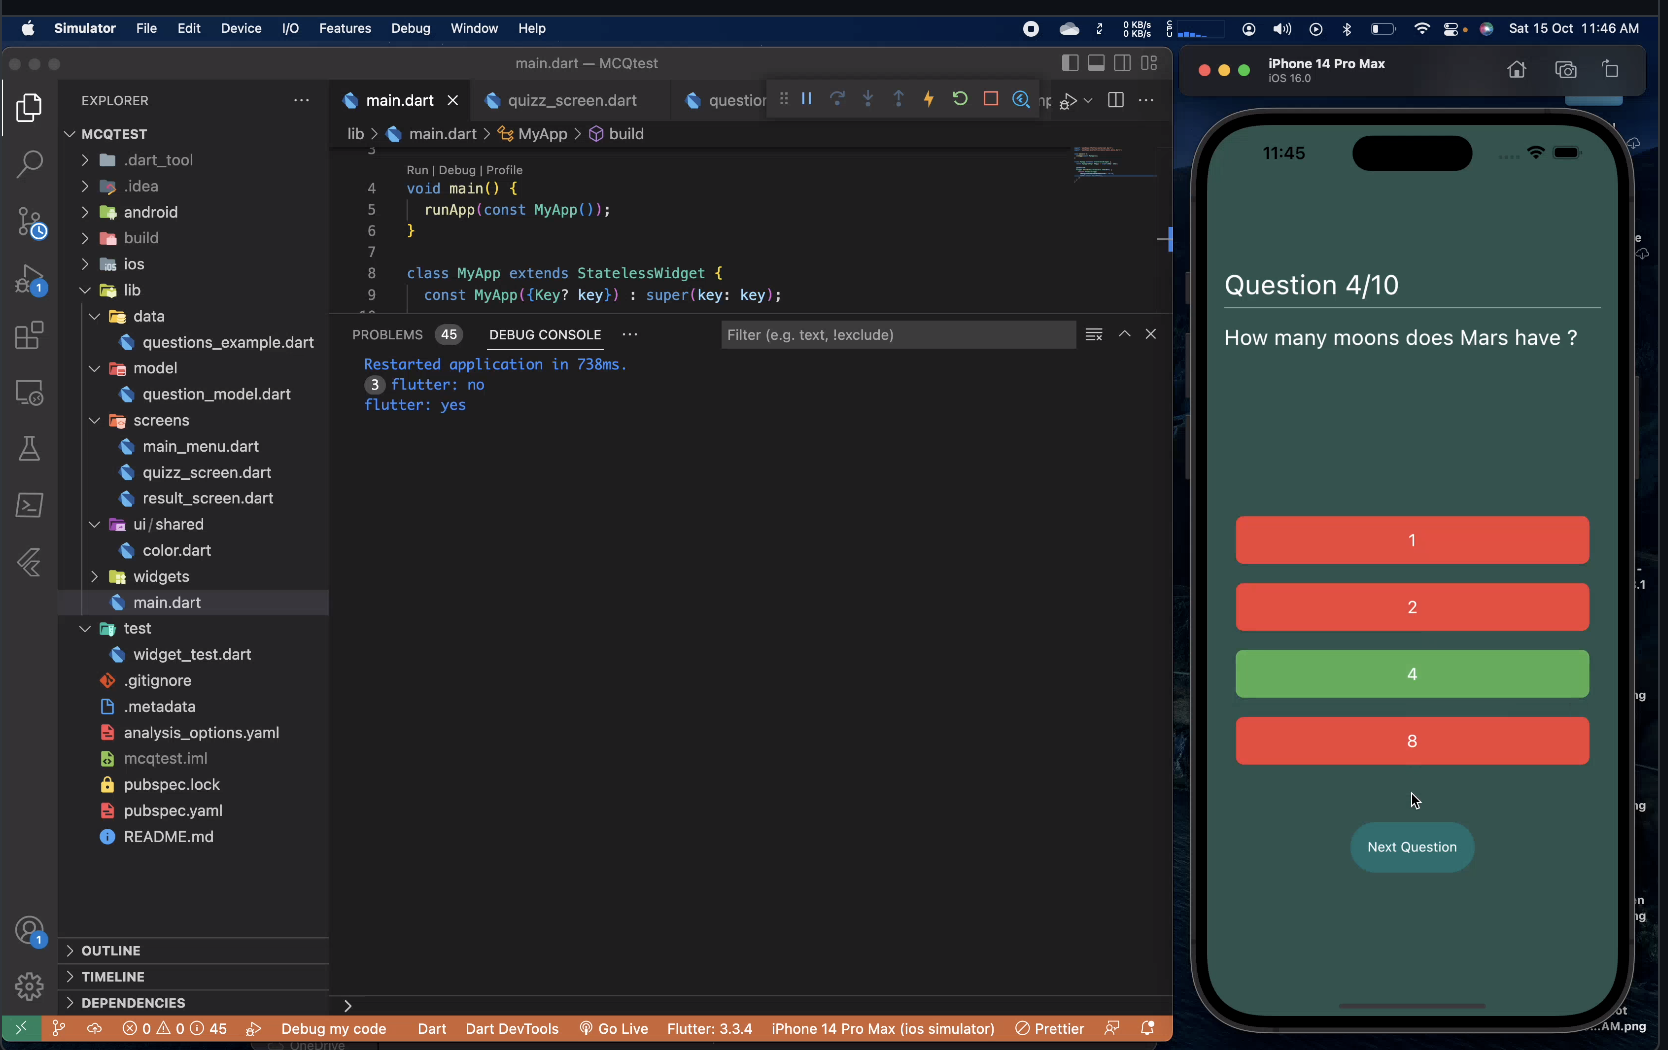 Simulator File Edit Device I/O Features Debug Window Help
0 KB/s
0 KB/s
Sat 15 Oct 11:46 AM
main.dart — MCQtest
EXPLORER
MCQTEST
.dart_tool
.idea
android
build
ios
lib
data
questions_example.dart
model
question_model.dart
screens
main_menu.dart
quizz_screen.dart
result_screen.dart
ui/shared
color.dart
widgets
main.dart
test
widget_test.dart
.gitignore
.metadata
analysis_options.yaml
mcqtest.iml
pubspec.lock
pubspec.yaml
README.md
OUTLINE
TIMELINE
DEPENDENCIES
1
1
main.dart quizz_screen.dart
lib > main.dart > MyApp > build
3
Run | Debug | Profile
4 void main() {
5 runApp(const MyApp());
6 }
7
8 class MyApp extends StatelessWidget {
9 const MyApp({Key? key}) : super(key: key);
PROBLEMS 45 DEBUG CONSOLE Filter (e.g. text, !exclude)
Restarted application in 738ms.
3 flutter: no
flutter: yes
0 0 45 Debug my code Dart Dart DevTools Go Live Flutter: 3.3.4 iPhone 14 Pro Max (ios simulator) Prettier
OneDrive
iPhone 14 Pro Max
iOS 16.0
11:45
Question 4/10
How many moons does Mars have ?
1
2
4
8
Next Question
...AM.png